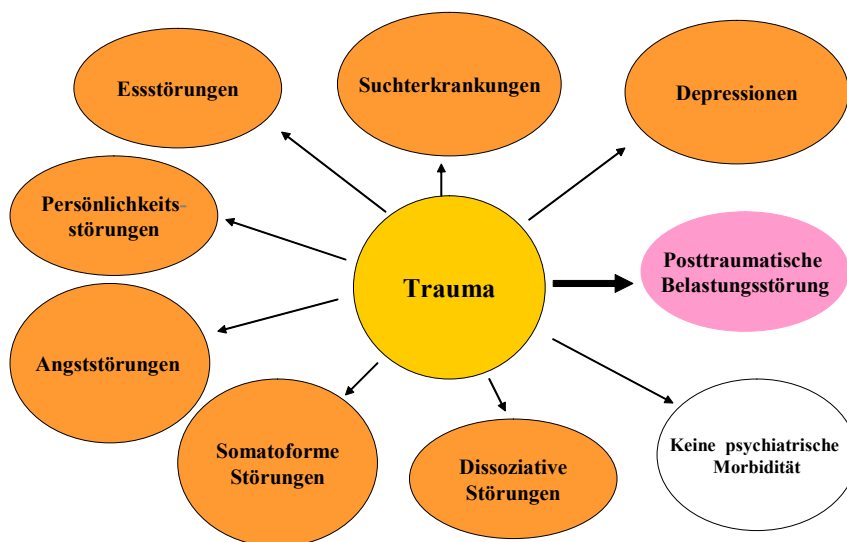 Essstörungen
Suchterkrankungen
Depressionen
Persönlichkeits-
störungen
Trauma
Posttraumatische
Belastungsstörung
Angststörungen
Somatoforme
Störungen
Dissoziative
Störungen
Keine psychiatrische
Morbidität